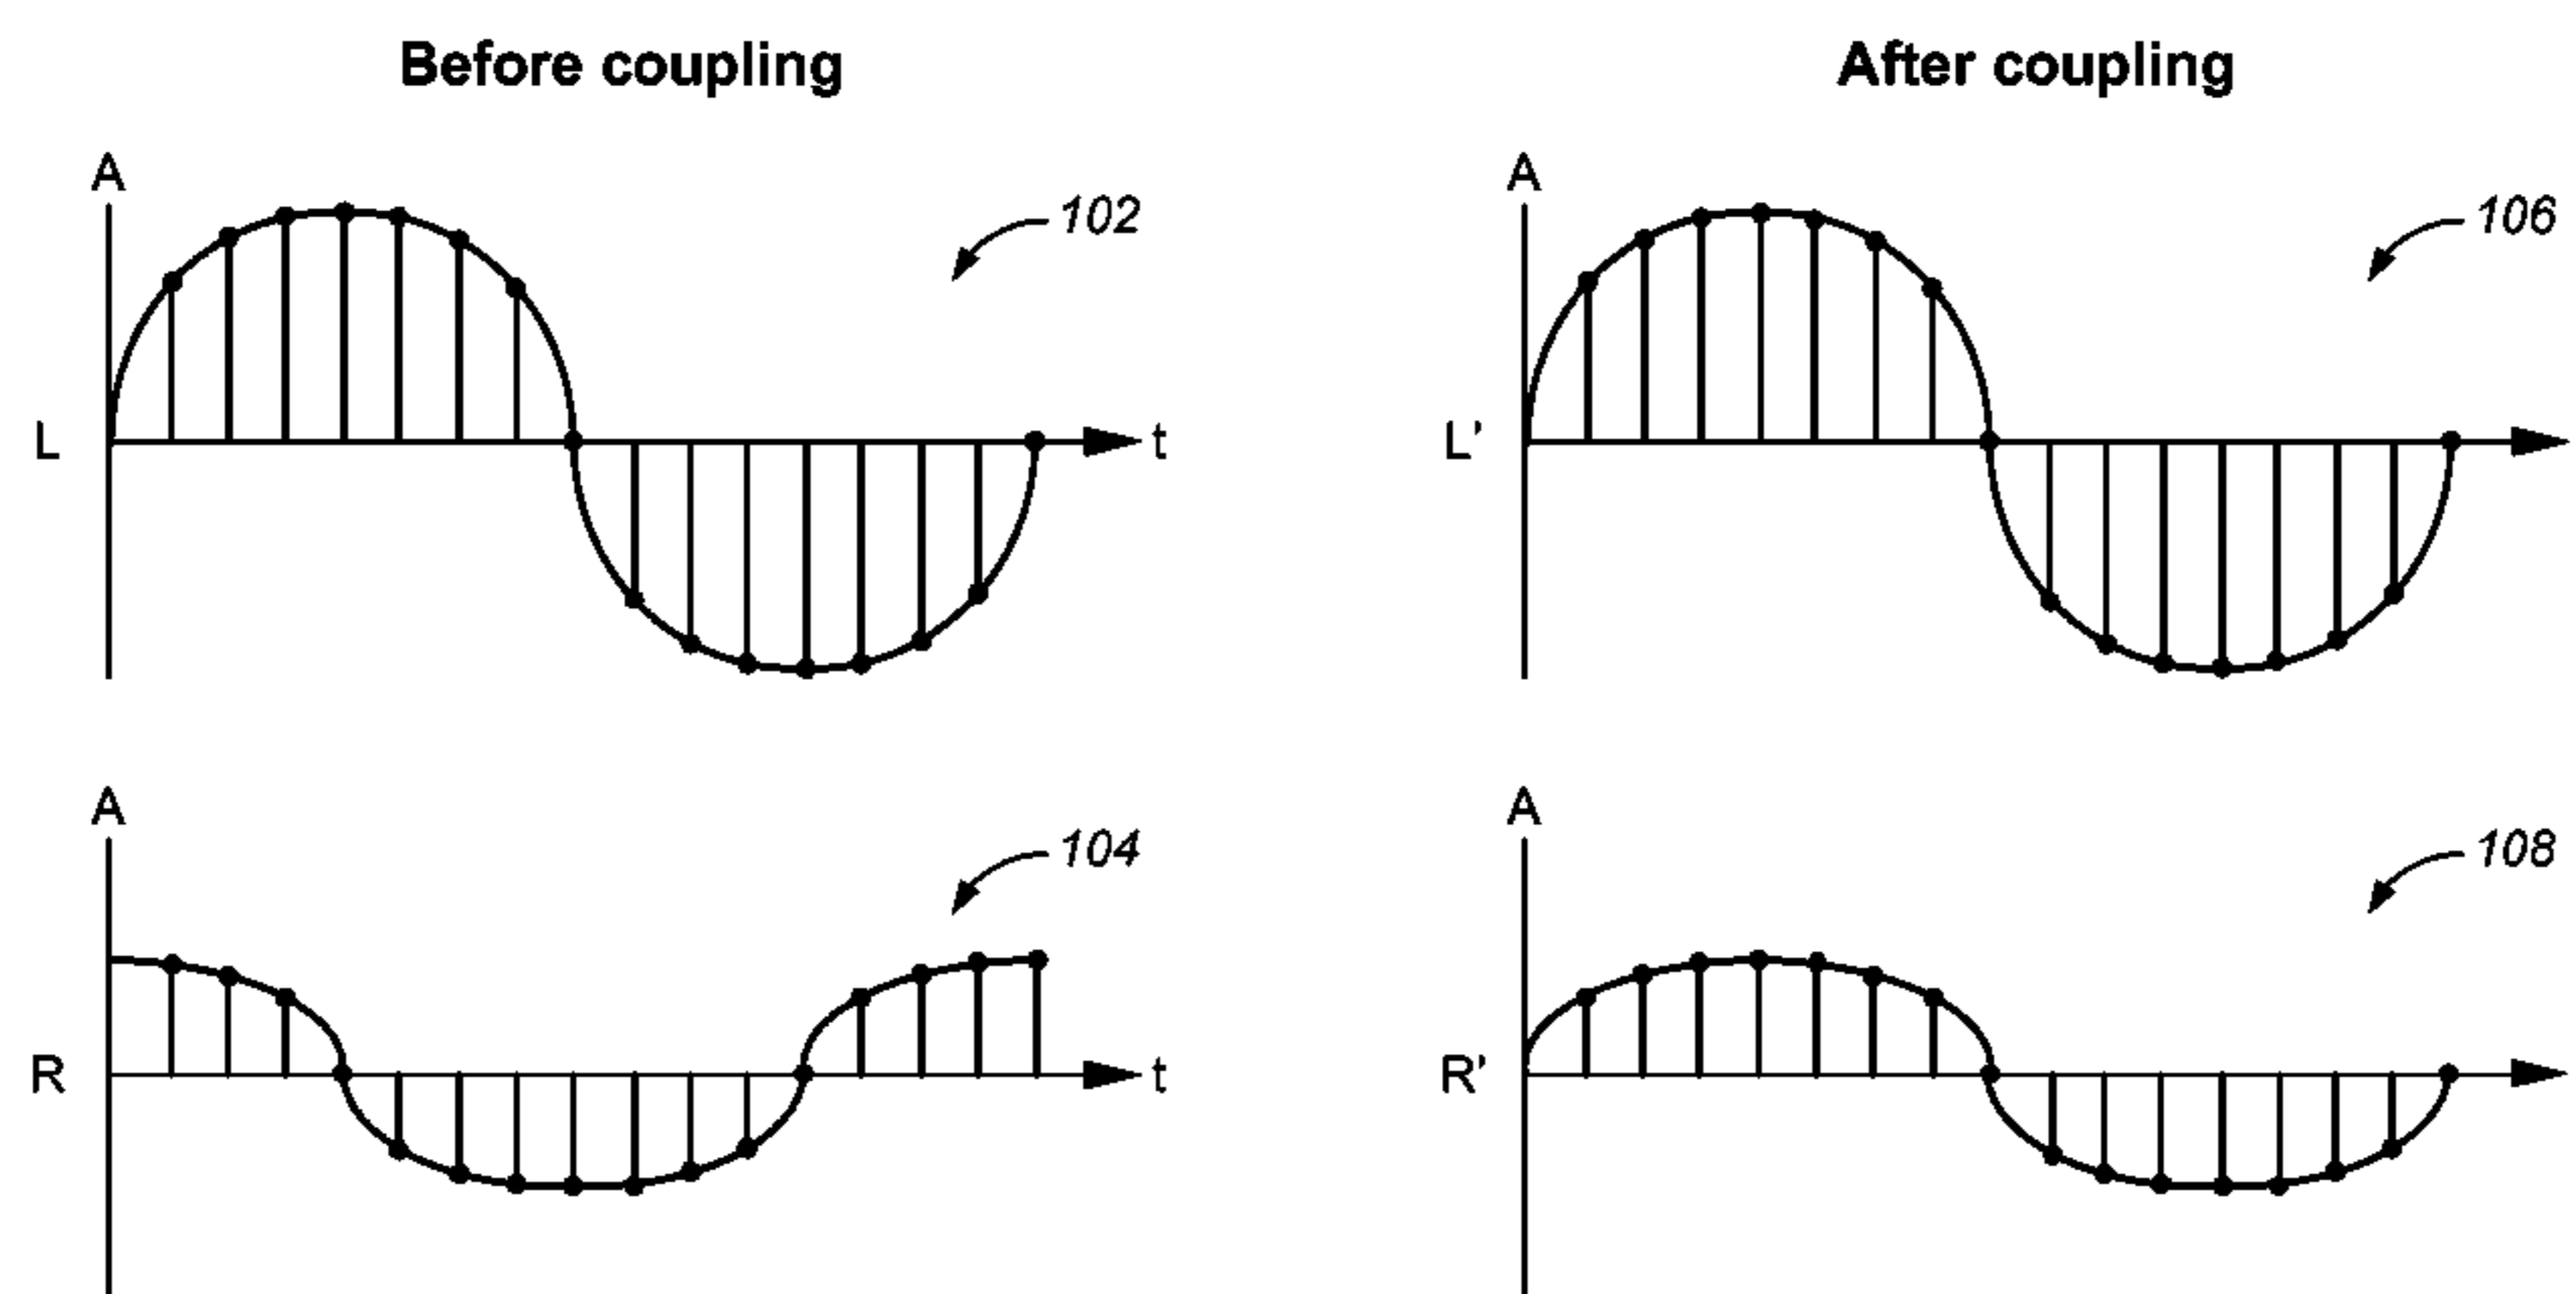 Before coupling
After coupling
A
102
L
t
A
106
L'
A
104
R
t
A
108
R'